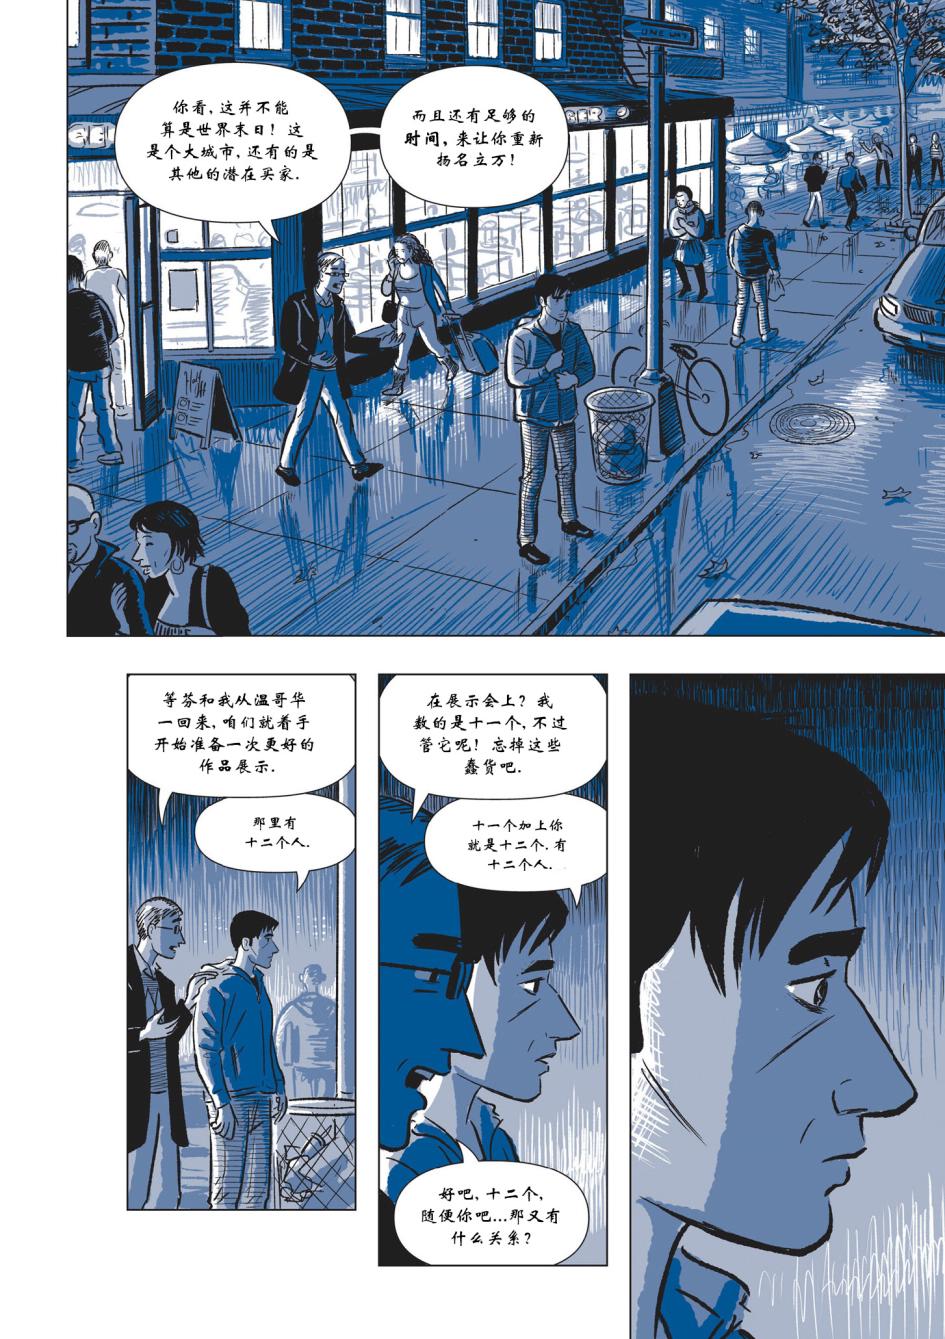 ONE WAY
你看, 这并不能
算是世界末日! 这
是个大城市, 还有的是
其他的潜在买家.
而且还有足够的
时间, 来让你重新
扬名立万!
等芬和我从温哥华
一回来, 咱们就着手
开始准备一次更好的
作品展示.
那里有
十二个人.
在展示会上? 我
数的是十一个, 不过
管它呢! 忘掉这些
蠢货吧.
十一个加上你
就是十二个. 有
十二个人.
好吧, 十二个,
随便你吧...那又有
什么关系?